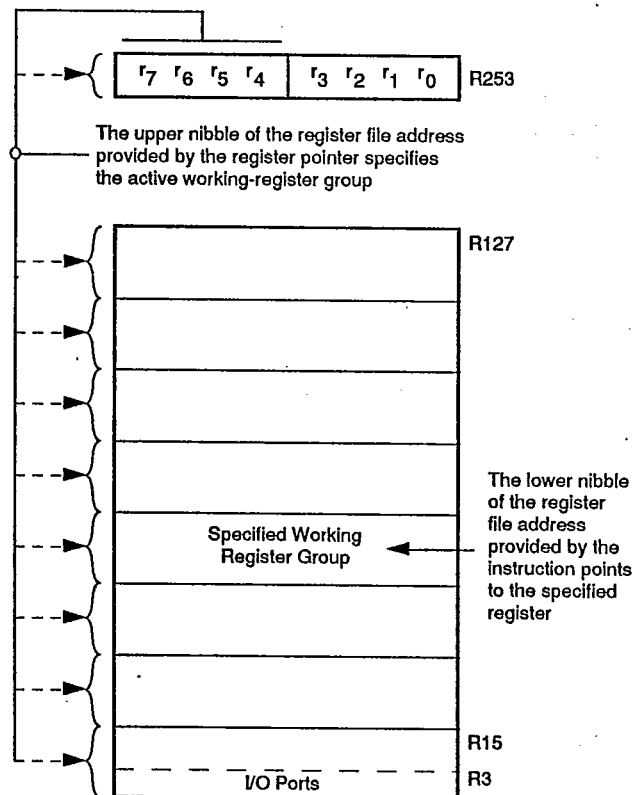 r7 r6 r5 r4 r3 r2 r1 r0 R253
The upper nibble of the register file address
provided by the register pointer specifies
the active working-register group
R127
The lower nibble
of the register
file address
provided by the
instruction points
to the specified
register
Specified Working
Register Group
R15
I/O Ports R3